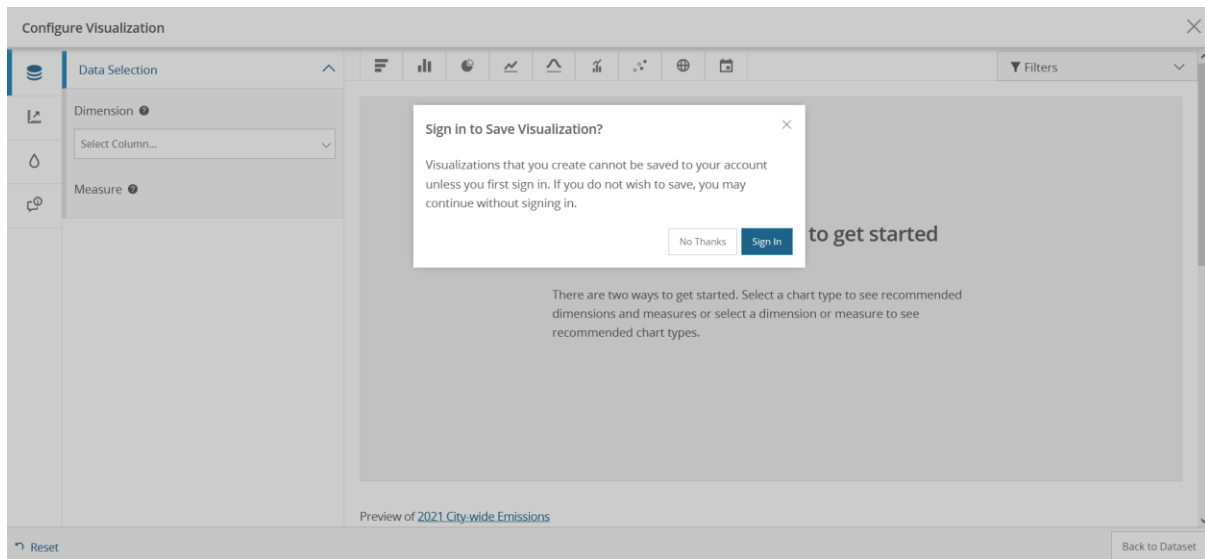 Configure Visualization
Data Selection
Filters
Dimension
Select Column...
Measure
Sign in to Save Visualization?
Visualizations that you create cannot be saved to your account
unless you first sign in. If you do not wish to save, you may
continue without signing in.
No Thanks
Sign In
to get started
There are two ways to get started. Select a chart type to see recommended
dimensions and measures or select a dimension or measure to see
recommended chart types.
Preview of 2021 City-wide Emissions
Reset
Back to Dataset